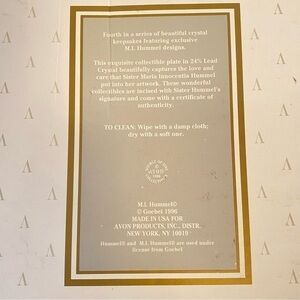 Fourth in a series of beautiful crystal
keepsakes featuring exclusive
M.I. Hummel designs.
This exquisite collectible plate in 24% Lead
Crystal beautifully captures the love and
care that Sister Maria Innocentia Hummel
put into her artwork. These wonderful
collectibles are incised with Sister Hummel's
signature and come with a certificate of
authenticity.
TO CLEAN: Wipe with a damp cloth;
dry with a soft one.
M.I. Hummel®
© Goebel 1996
MADE IN USA FOR
AVON PRODUCTS, INC., DISTR.
NEW YORK, NY 10019
Hummel® and M.I. Hummel® are used under
license from Goebel